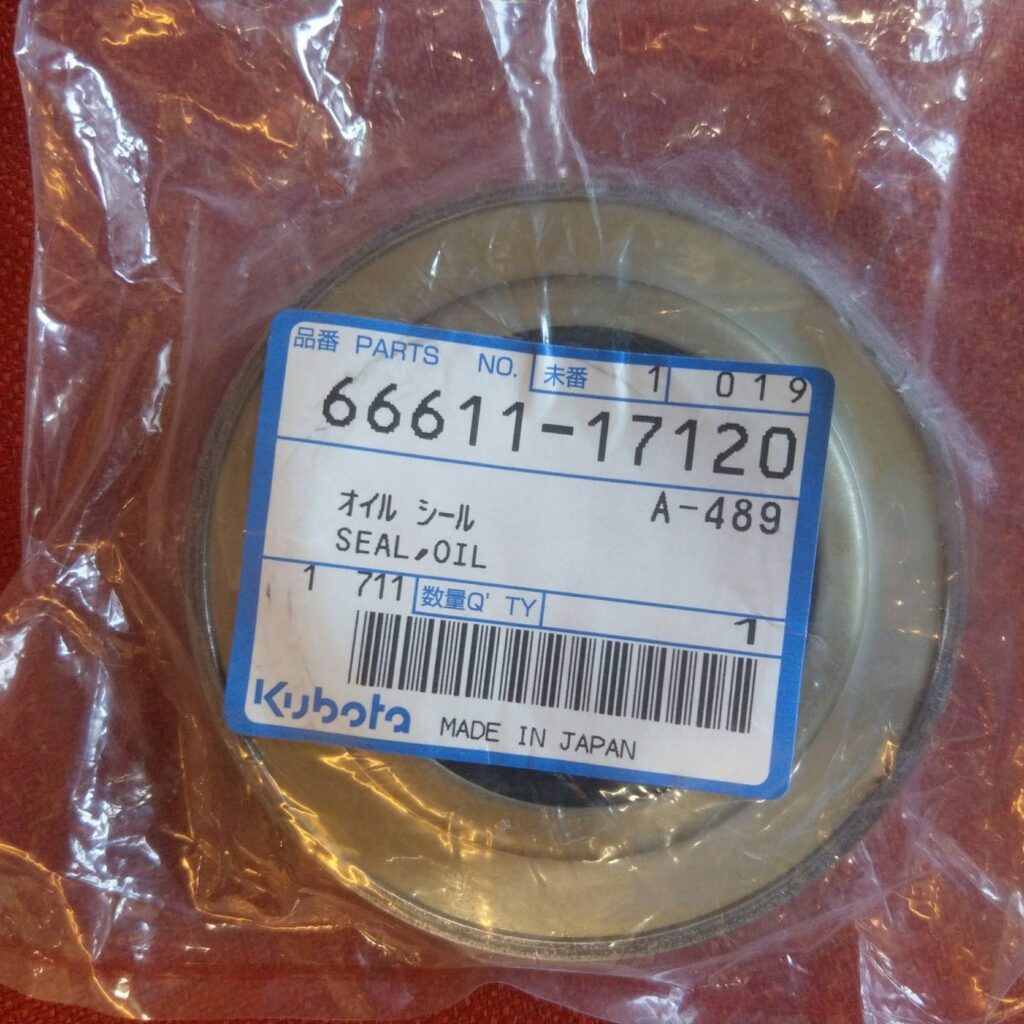 品番 PARTS NO. 未番 1 019
66611-17120
A-489
オイル シール
SEAL,OIL
1 711 数量Q'TY 1
Kubota MADE IN JAPAN